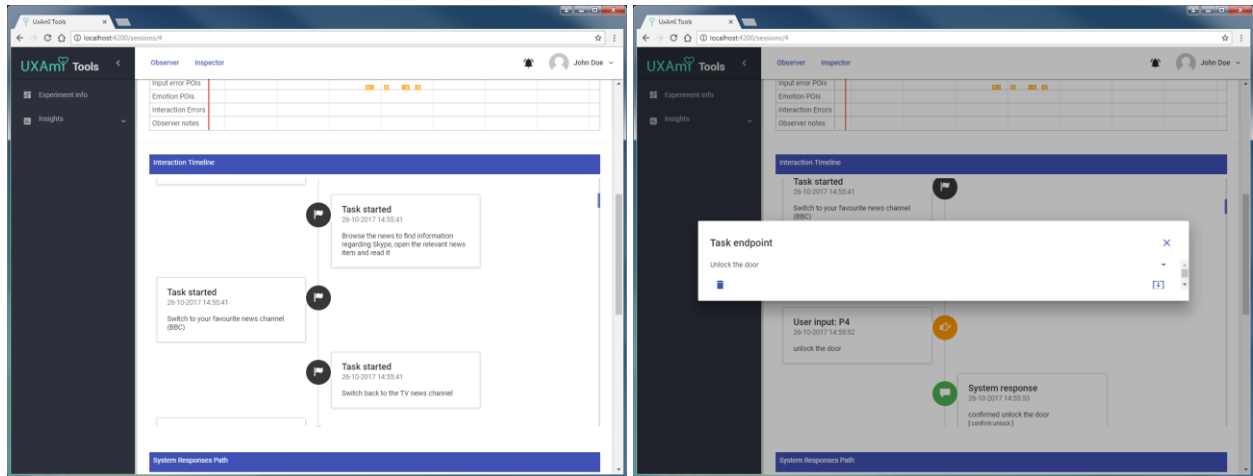 UXAmI Tools
localhost:4200/sessions/4
UXAmI Tools
Observer
Inspector
John Doe
Experiment Info
Insights
Input error POIs
Emotion POIs
Interaction Errors
Observer notes
Interaction Timeline
Task started
26-10-2017 14:55:41
Browse the news to find information
regarding Skype, open the relevant news
item and read it
Task started
26-10-2017 14:55:41
Switch to your favourite news channel
(BBC)
Task started
26-10-2017 14:55:41
Switch back to the TV news channel
System Responses Path
UXAmI Tools
localhost:4200/sessions/4
UXAmI Tools
Observer
Inspector
John Doe
Experiment Info
Insights
Input error POIs
Emotion POIs
Interaction Errors
Observer notes
Interaction Timeline
Task started
26-10-2017 14:55:41
Switch to your favourite news channel
(BBC)
Task endpoint
Unlock the door
User input: P4
26-10-2017 14:55:52
unlock the door
System response
26-10-2017 14:55:53
confirmed unlock the door
[ confirm:unlock ]
System Responses Path